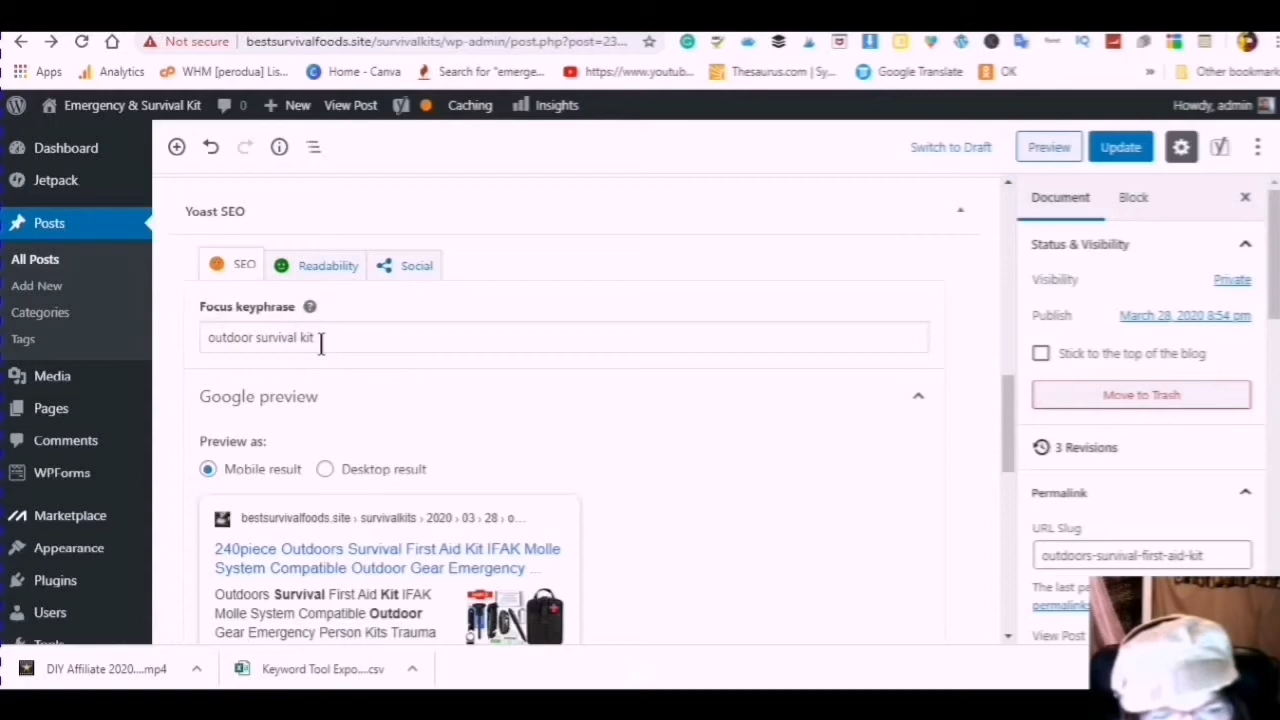 Not secure bestsurvivalfoods.site/survivalkits/wp-admin/post.php?post=23...
Apps Analytics WHM [perodua] Lis... Home - Canva Search for "emerge... https://www.youtub... Thesaurus.com | Sy... Google Translate OK » Other bookmark
Emergency & Survival Kit 0 New View Post Caching Insights Howdy, admin
Dashboard
Jetpack
Posts
All Posts
Add New
Categories
Tags
Media
Pages
Comments
WPForms
Marketplace
Appearance
Plugins
Users
Tools
Switch to Draft Preview Update
Yoast SEO
SEO Readability Social
Focus keyphrase
outdoor survival kit
Google preview
Preview as:
Mobile result Desktop result
bestsurvivalfoods.site › survivalkits › 2020 › 03 › 28 › o...
240piece Outdoors Survival First Aid Kit IFAK Molle
System Compatible Outdoor Gear Emergency ...
Outdoors Survival First Aid Kit IFAK
Molle System Compatible Outdoor
Gear Emergency Person Kits Trauma
Document Block
Status & Visibility
Visibility Private
Publish March 28, 2020 8:54 pm
Stick to the top of the blog
Move to Trash
3 Revisions
Permalink
URL Slug
outdoors-survival-first-aid-kit
The last pa
permalinks
View Post
DIY Affiliate 2020....mp4 Keyword Tool Expo....csv